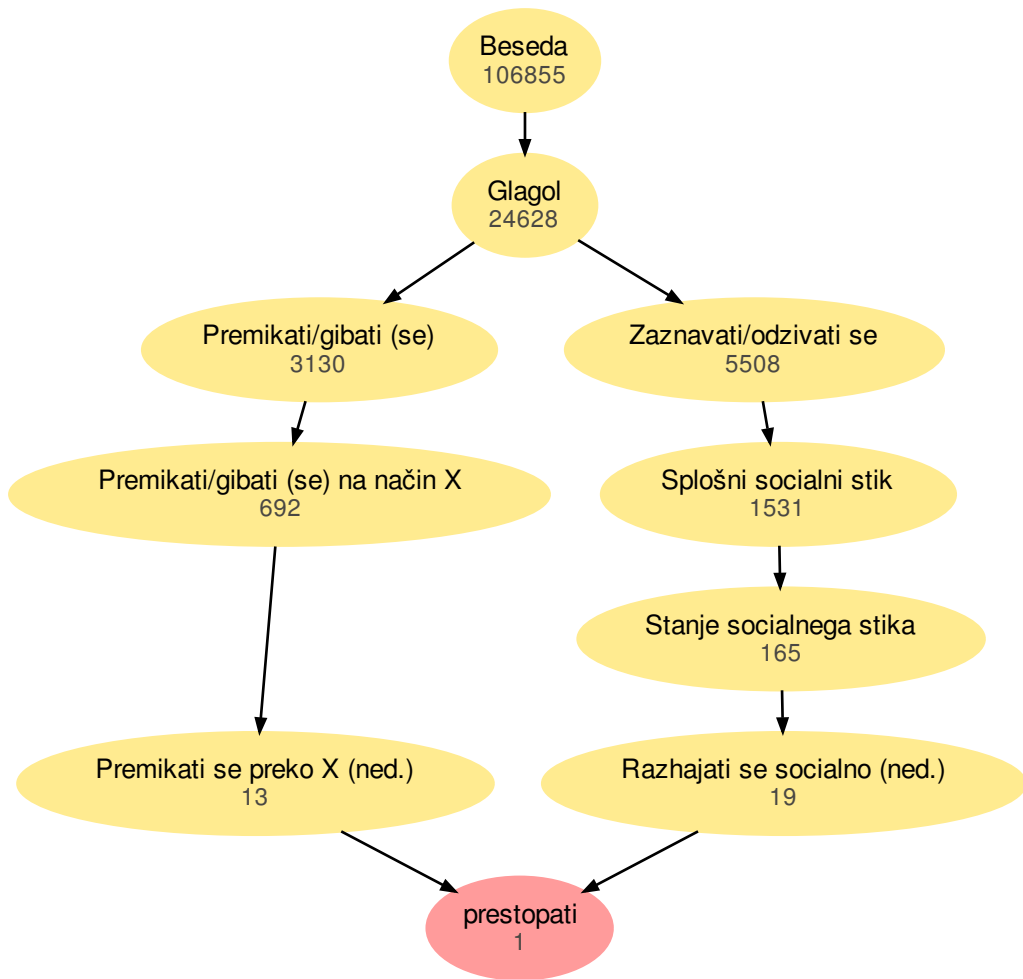 Beseda
106855
Glagol
24628
Premikati/gibati (se)
3130
Zaznavati/odzivati se
5508
Premikati/gibati (se) na način X
692
Splošni socialni stik
1531
Stanje socialnega stika
165
Premikati se preko X (ned.)
13
Razhajati se socialno (ned.)
19
prestopati
1